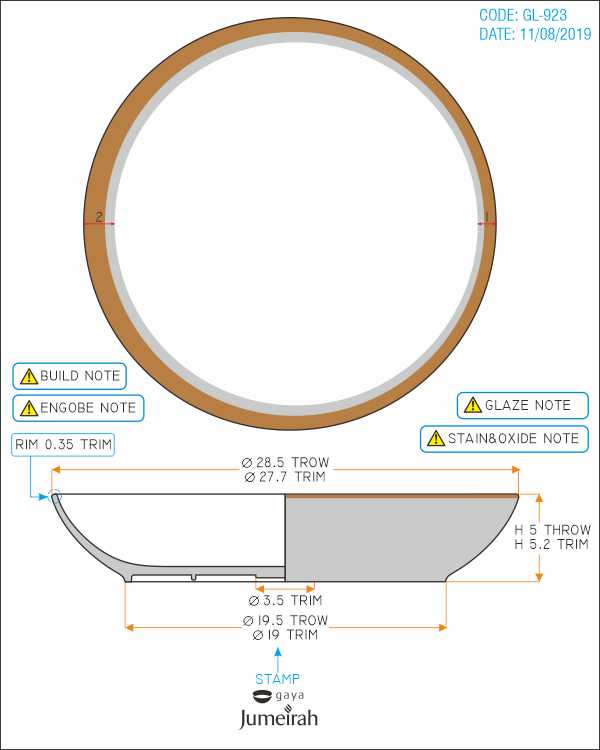 CODE: GL-923
DATE: 11/08/2019
2
1
BUILD NOTE
ENGOBE NOTE
GLAZE NOTE
STAIN&OXIDE NOTE
RIM 0.35 TRIM
Ø 28.5 TROW
Ø 27.7 TRIM
H 5 THROW
H 5.2 TRIM
Ø 3.5 TRIM
Ø 19.5 TROW
Ø 19 TRIM
STAMP
gaya
Jumeirah